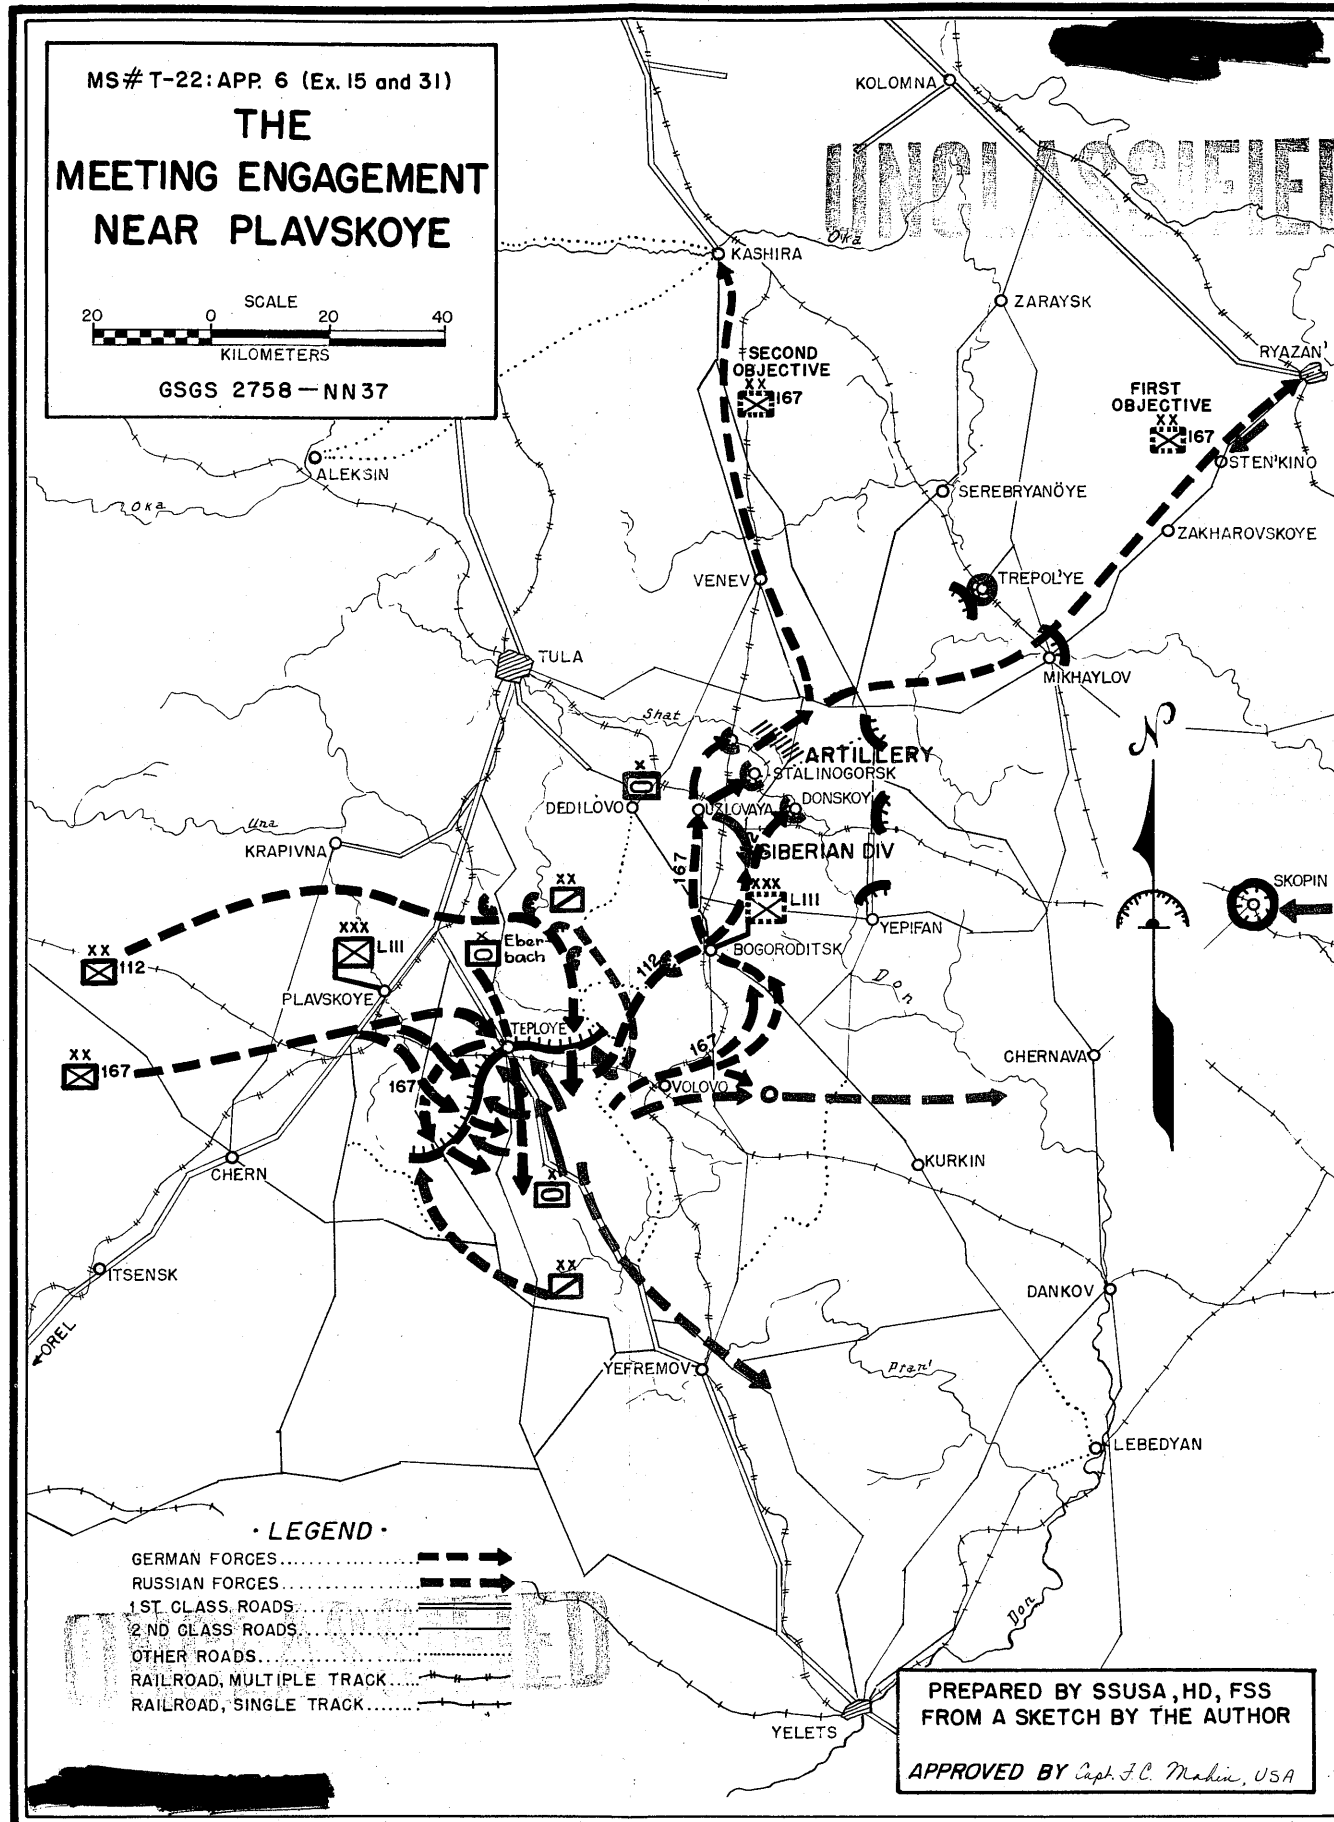 MS# T-22: APP. 6 (Ex. 15 and 31)
THE
MEETING ENGAGEMENT
NEAR PLAVSKOYE
SCALE
20 0 20 40
KILOMETERS
GSGS 2758—NN37
UNCLASSIFIED
KOLOMNA
Oka
KASHIRA
ZARAYSK
RYAZAN'
SECOND
OBJECTIVE
XX
167
FIRST
OBJECTIVE
XX
167
OSTEN'KINO
ALEKSIN
Oka
SEREBRYANÖYE
ZAKHAROVSKOYE
VENEV
TREPOL'YE
TULA
MIKHAYLOV
Shat
N
ARTILLERY
STALINOGORSK
X
DEDILOVO
UZLOVAYA
DONSKOY
Una
KRAPIVNA
SIBERIAN DIV
167
XX
XXX
LIII
SKOPIN
XXX
LIII
X
Eber-
bach
YEPIFAN
XX
112
112
BOGORODITSK
PLAVSKOYE
Don
TEPLOYE
XX
167
167
167
VOLOVO
CHERNAVA
CHERN
KURKIN
X
XX
ITSENSK
DANKOV
OREL
YEFREMOV
Pran'
LEBEDYAN
• LEGEND •
GERMAN FORCES
RUSSIAN FORCES
1ST CLASS ROADS
2 ND CLASS ROADS
OTHER ROADS
RAILROAD, MULTIPLE TRACK
RAILROAD, SINGLE TRACK
UNCLASSIFIED
Don
YELETS
PREPARED BY SSUSA, HD, FSS
FROM A SKETCH BY THE AUTHOR
APPROVED BY Capt. F.C. Mahin, USA